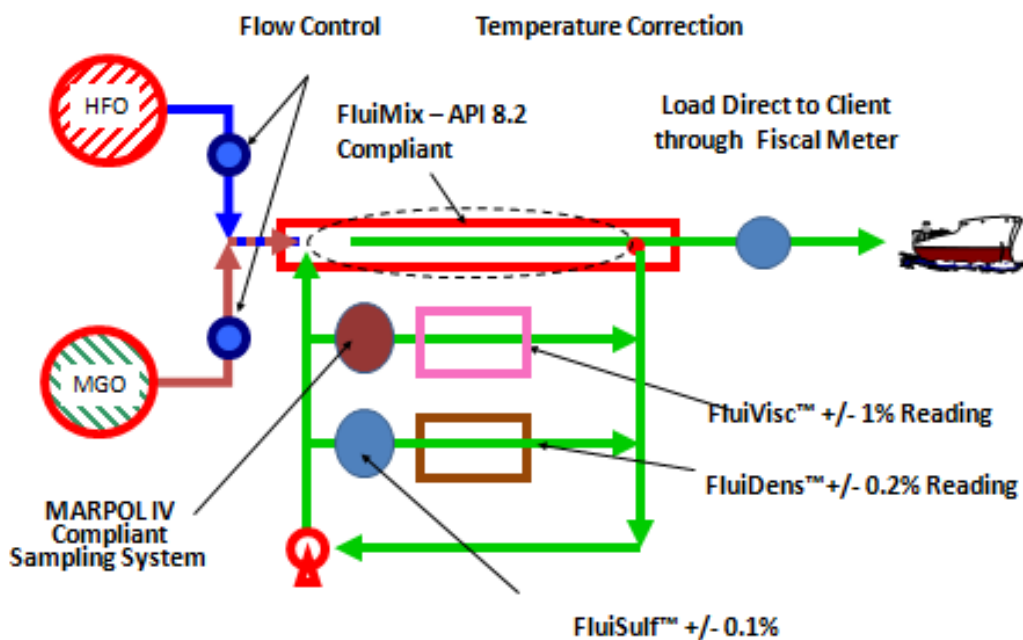 Flow Control
Temperature Correction
HFO
FluiMix – API 8.2
Compliant
Load Direct to Client
through Fiscal Meter
MGO
FluiVisc™ +/- 1% Reading
FluiDens™+/- 0.2% Reading
MARPOL IV
Compliant
Sampling System
FluiSulf™ +/- 0.1%